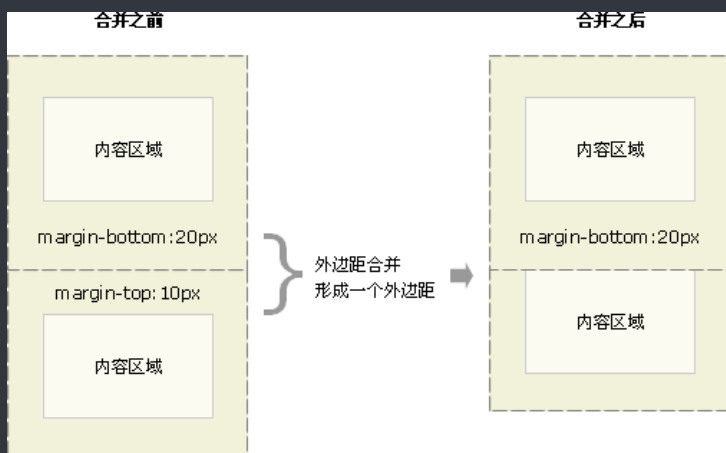 合并之前
合并之后
内容区域
margin-bottom:20px
margin-top:10px
内容区域
外边距合并
形成一个外边距
内容区域
margin-bottom:20px
内容区域